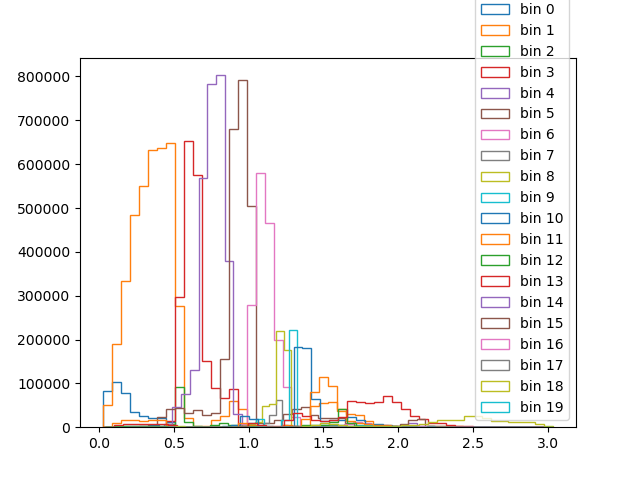 bin 0
bin 1
bin 2
bin 3
bin 4
bin 5
bin 6
bin 7
bin 8
bin 9
bin 10
bin 11
bin 12
bin 13
bin 14
bin 15
bin 16
bin 17
bin 18
bin 19
800000
700000
600000
500000
400000
300000
200000
100000
0
0.0 0.5 1.0 1.5 2.0 2.5 3.0